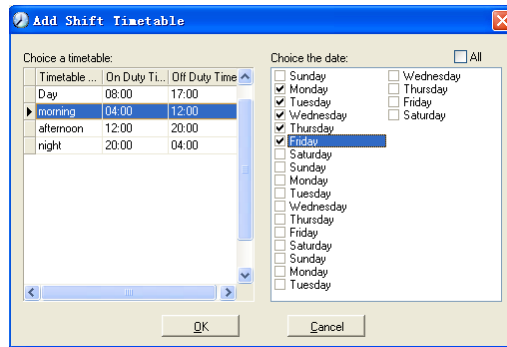 Add Shift Timetable
Choice a timetable:
Timetable ... On Duty Ti... Off Duty Time
Day 08:00 17:00
morning 04:00 12:00
afternoon 12:00 20:00
night 20:00 04:00
Choice the date:
All
Sunday
Monday
Tuesday
Wednesday
Thursday
Friday
Saturday
Sunday
Monday
Tuesday
Wednesday
Thursday
Friday
Saturday
Sunday
Monday
Tuesday
Wednesday
Thursday
Friday
Saturday
OK
Cancel